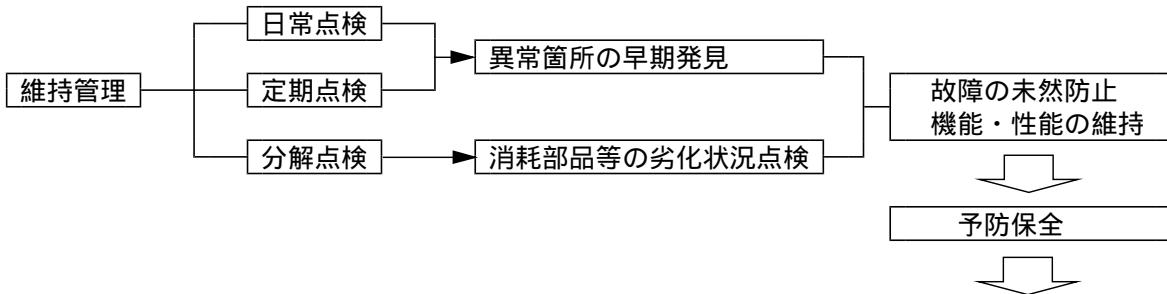 日常点検
異常箇所の早期発見
維持管理
定期点検
故障の未然防止
機能・性能の維持
分解点検
消耗部品等の劣化状況点検
予防保全